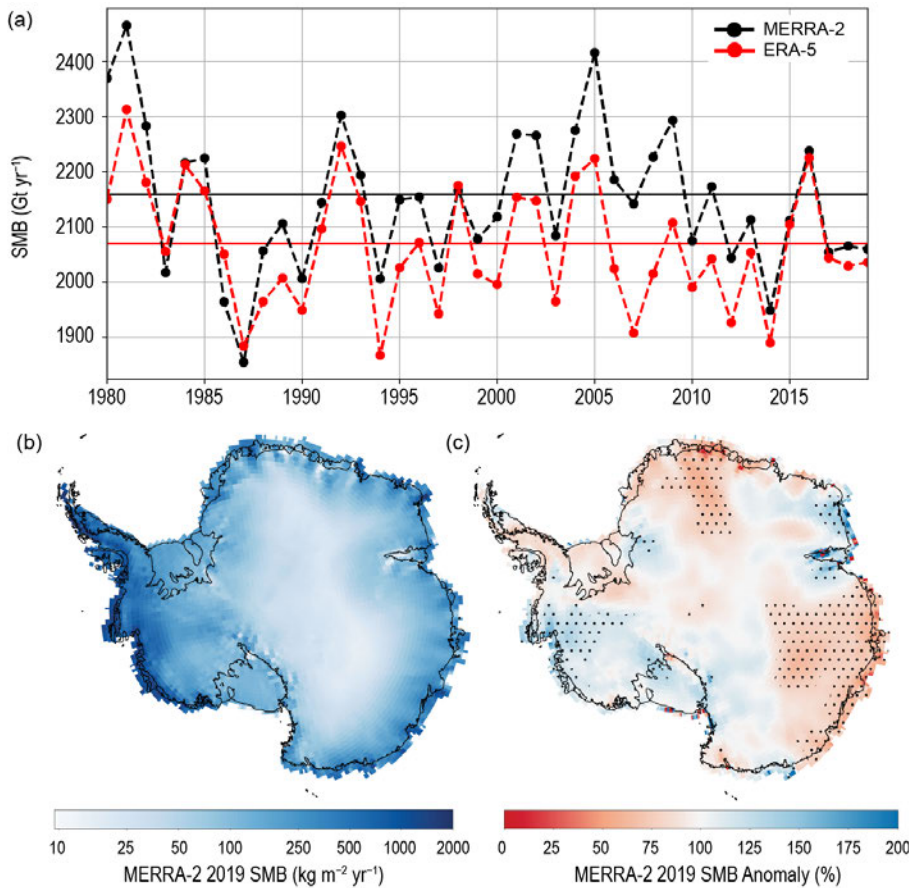 (a)
MERRA-2
ERA-5
SMB (Gt yr⁻¹)
2400
2300
2200
2100
2000
1900
1980 1985 1990 1995 2000 2005 2010 2015
(b) (c)
10 25 50 100 250 500 1000 2000
MERRA-2 2019 SMB (kg m⁻² yr⁻¹)
0 25 50 75 100 125 150 175 200
MERRA-2 2019 SMB Anomaly (%)